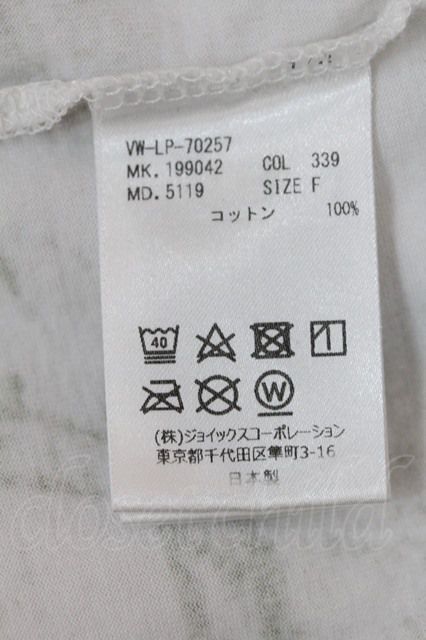 VW-LP-70257
MK. 199042 COL 339
MD. 5119 SIZE F
コットン 100%
40
W
(株)ジョイックスコーポレーション
東京都千代田区隼町3-16
日本製
closet child